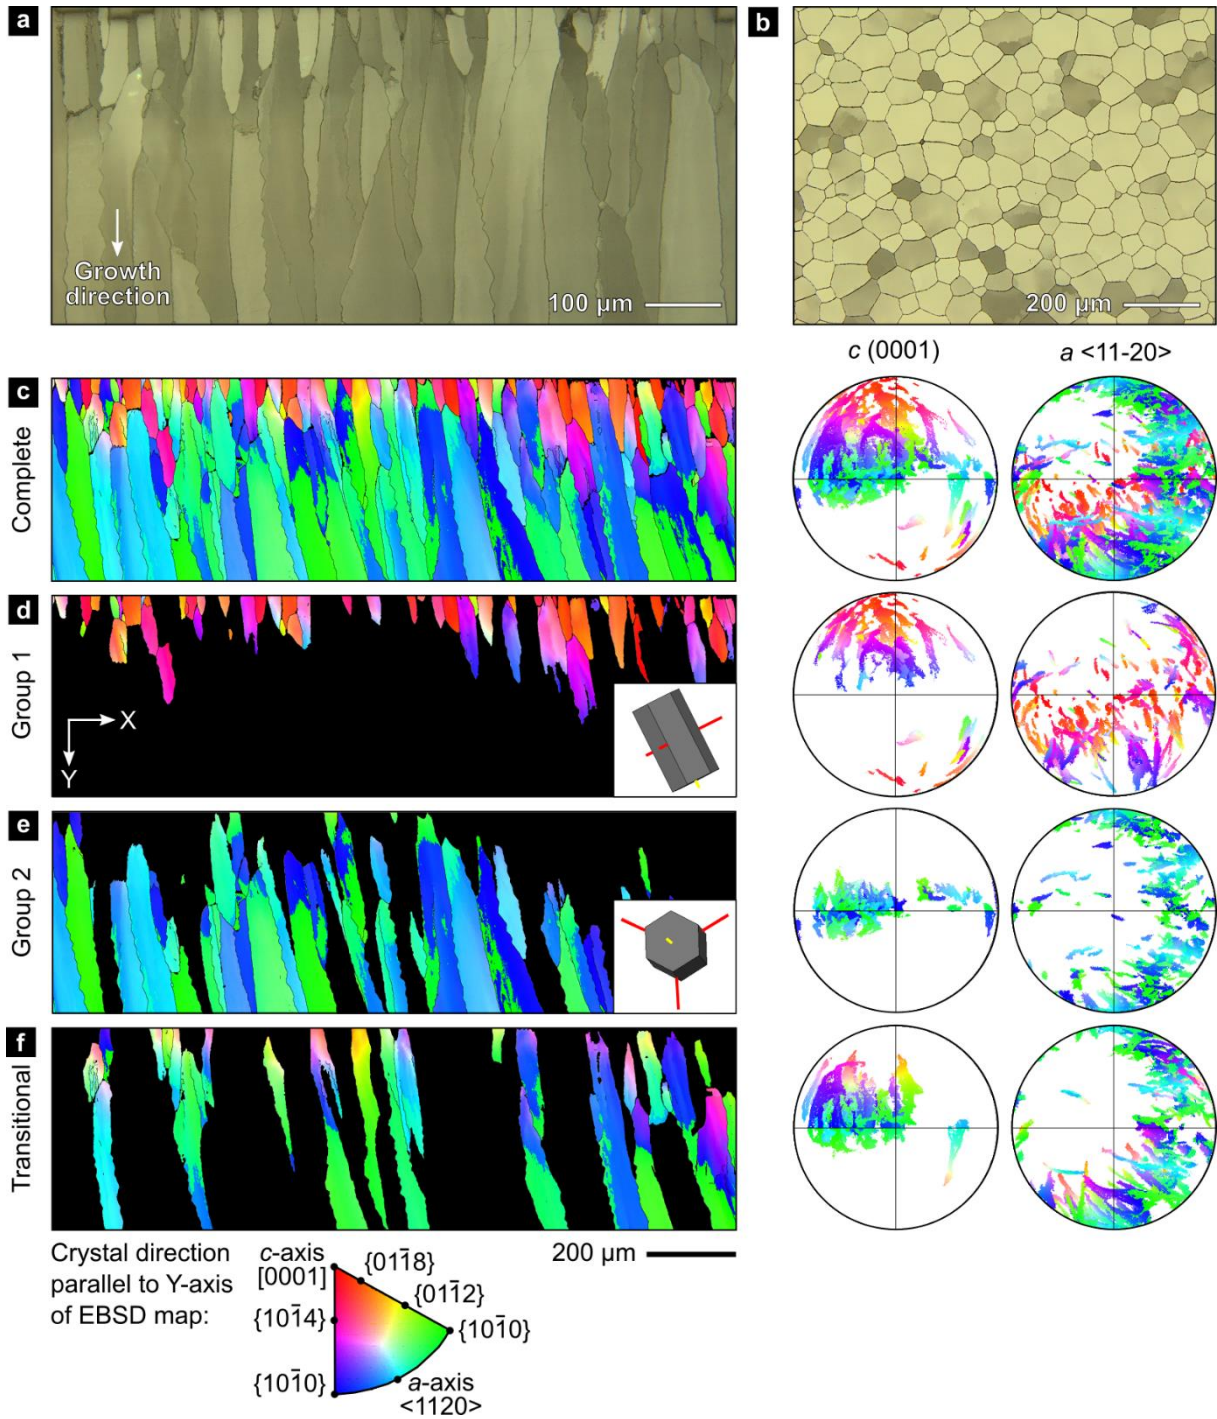 a
b
Growth
direction
100 µm
200 µm
c (0001)
a <11-20>
c
Complete
d
Group 1
X
Y
e
Group 2
f
Transitional
Crystal direction
parallel to Y-axis
of EBSD map:
200 µm
c-axis
[0001]
{011̄8}
{011̄2}
{101̄4}
{101̄0}
{101̄0}
a-axis
<1120>